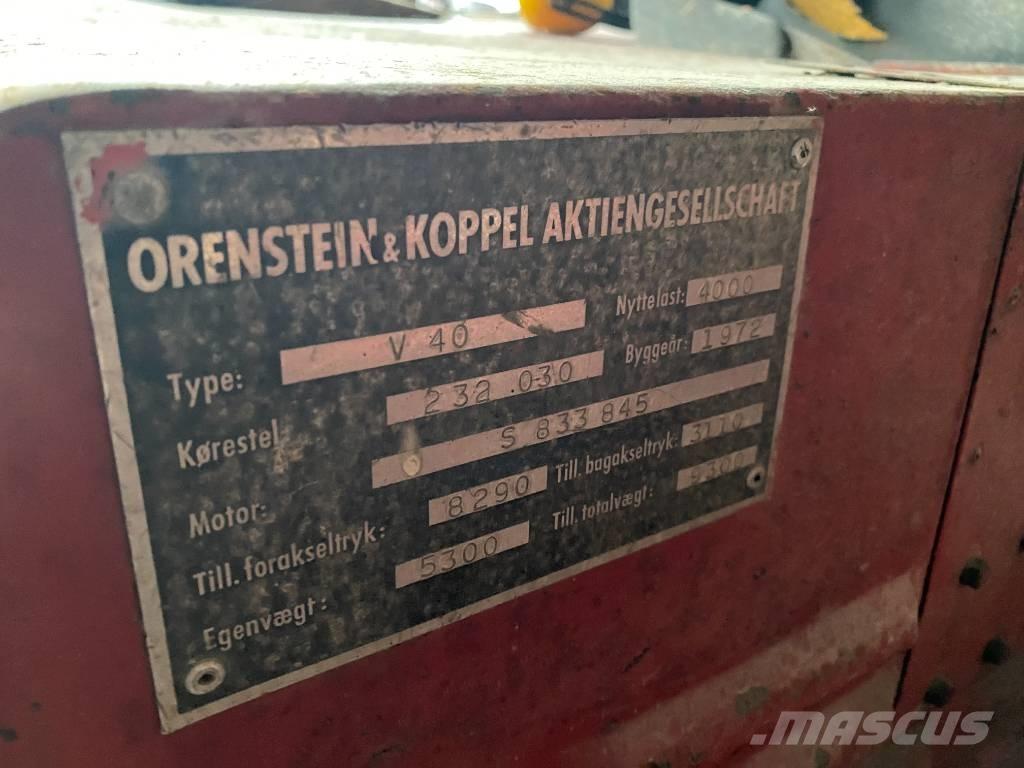 ORENSTEIN & KOPPEL AKTIENGESELLSCHAFT
Type: V 40 Nyttelast: 4000
Kørestel: 232.030 Byggeår: 1972
Motor: S 833 845
Till. forakseltryk: 8290 Till. bagakseltryk: 3110
Egenvægt: 5300 Till. totalvægt: 9300
MASCUS